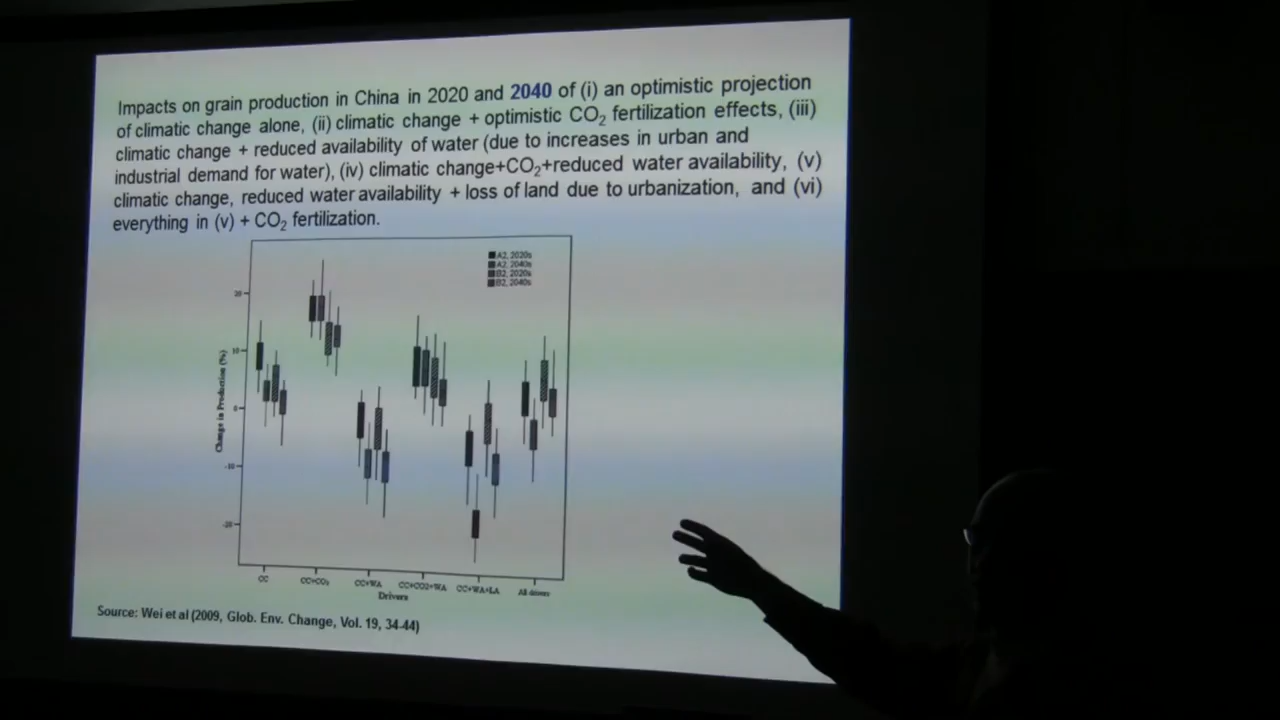 Impacts on grain production in China in 2020 and 2040 of (i) an optimistic projection
of climatic change alone, (ii) climatic change + optimistic CO₂ fertilization effects, (iii)
climatic change + reduced availability of water (due to increases in urban and
industrial demand for water), (iv) climatic change+CO₂+reduced water availability, (v)
climatic change, reduced water availability + loss of land due to urbanization, and (vi)
everything in (v) + CO₂ fertilization.
A2, 2020s
A2, 2040s
B2, 2020s
B2, 2040s
Change in Production (%)
20
10
0
-10
-20
CC
CC+CO₂
CC+WA
CC+CO2+WA
CC+WA+LA
All drivers
Drivers
Source: Wei et al (2009, Glob. Env. Change, Vol. 19, 34-44)